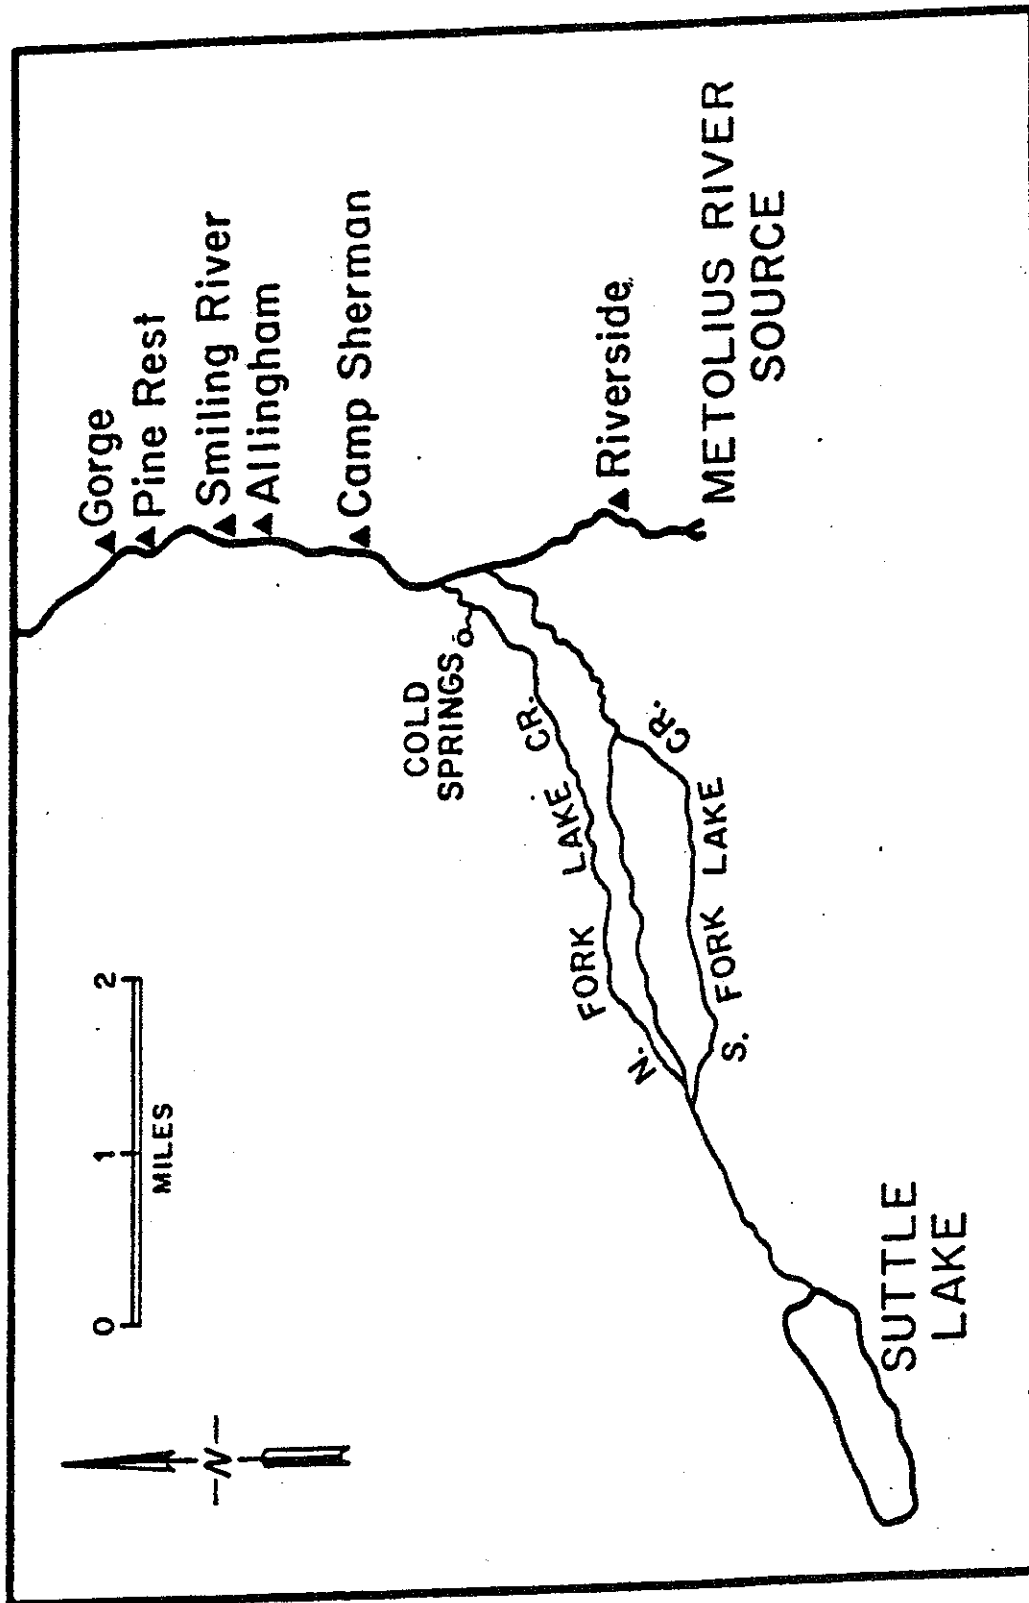 0 1 2
MILES
-N-
Gorge
Pine Rest
Smiling River
Allingham
Camp Sherman
COLD
SPRINGS
N. FORK LAKE CR.
S. FORK LAKE CR.
Riverside
METOLIUS RIVER
SOURCE
SUTTLE
LAKE